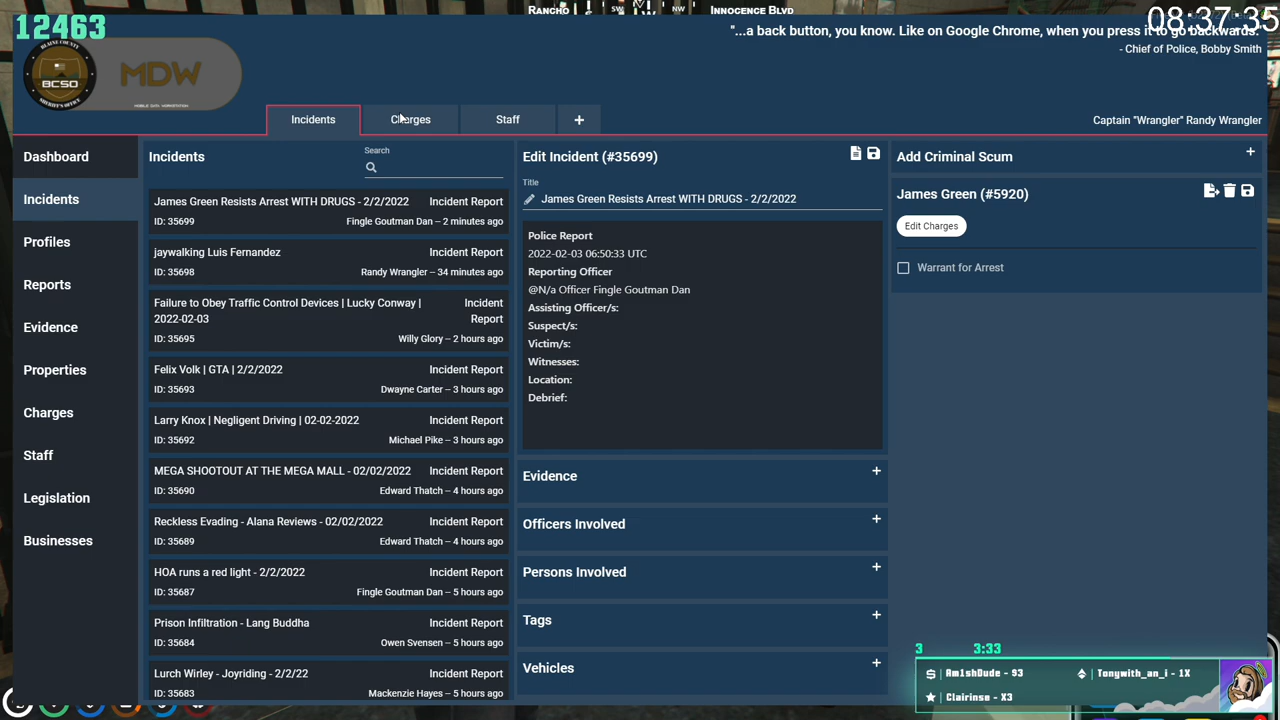 RANCHO
SW
NW
INNOCENCE BLVD
12463
08:37:35
"...a back button, you know. Like on Google Chrome, when you press it to go backwards."
- Chief of Police, Bobby Smith
BLAINE COUNTY
BCSO
SHERIFF'S OFFICE
MDW
MOBILE DATA WORKSTATION
Incidents
Charges
Staff
+
Captain "Wrangler" Randy Wrangler
Dashboard
Incidents
Profiles
Reports
Evidence
Properties
Charges
Staff
Legislation
Businesses
Incidents
Search
James Green Resists Arrest WITH DRUGS - 2/2/2022 Incident Report
ID: 35699 Fingle Goutman Dan -- 2 minutes ago
jaywalking Luis Fernandez Incident Report
ID: 35698 Randy Wrangler -- 34 minutes ago
Failure to Obey Traffic Control Devices | Lucky Conway | Incident
2022-02-03 Report
ID: 35695 Willy Glory -- 2 hours ago
Felix Volk | GTA | 2/2/2022 Incident Report
ID: 35693 Dwayne Carter -- 3 hours ago
Larry Knox | Negligent Driving | 02-02-2022 Incident Report
ID: 35692 Michael Pike -- 3 hours ago
MEGA SHOOTOUT AT THE MEGA MALL - 02/02/2022 Incident Report
ID: 35690 Edward Thatch -- 4 hours ago
Reckless Evading - Alana Reviews - 02/02/2022 Incident Report
ID: 35689 Edward Thatch -- 4 hours ago
HOA runs a red light - 2/2/2022 Incident Report
ID: 35687 Fingle Goutman Dan -- 5 hours ago
Prison Infiltration - Lang Buddha Incident Report
ID: 35684 Owen Svensen -- 5 hours ago
Lurch Wirley - Joyriding - 2/2/22 Incident Report
ID: 35683 Mackenzie Hayes -- 5 hours ago
Edit Incident (#35699)
Title
James Green Resists Arrest WITH DRUGS - 2/2/2022
Police Report
2022-02-03 06:50:33 UTC
Reporting Officer
@N/a Officer Fingle Goutman Dan
Assisting Officer/s:
Suspect/s:
Victim/s:
Witnesses:
Location:
Debrief:
Evidence +
Officers Involved +
Persons Involved +
Tags +
Vehicles +
Add Criminal Scum +
James Green (#5920)
Edit Charges
Warrant for Arrest
3 3:33
Am1shDude - 93
Tonywith_an_i - 1X
Clairinse - X3